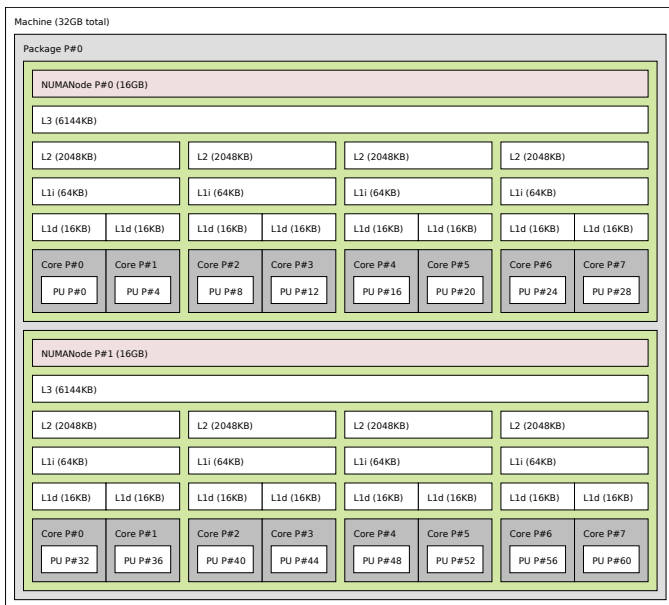 Machine (32GB total)
Package P#0
NUMANode P#0 (16GB)
L3 (6144KB)
L2 (2048KB) L2 (2048KB) L2 (2048KB) L2 (2048KB)
L1i (64KB) L1i (64KB) L1i (64KB) L1i (64KB)
L1d (16KB) L1d (16KB) L1d (16KB) L1d (16KB) L1d (16KB) L1d (16KB) L1d (16KB) L1d (16KB)
Core P#0 Core P#1 Core P#2 Core P#3 Core P#4 Core P#5 Core P#6 Core P#7
PU P#0 PU P#4 PU P#8 PU P#12 PU P#16 PU P#20 PU P#24 PU P#28
NUMANode P#1 (16GB)
L3 (6144KB)
L2 (2048KB) L2 (2048KB) L2 (2048KB) L2 (2048KB)
L1i (64KB) L1i (64KB) L1i (64KB) L1i (64KB)
L1d (16KB) L1d (16KB) L1d (16KB) L1d (16KB) L1d (16KB) L1d (16KB) L1d (16KB) L1d (16KB)
Core P#0 Core P#1 Core P#2 Core P#3 Core P#4 Core P#5 Core P#6 Core P#7
PU P#32 PU P#36 PU P#40 PU P#44 PU P#48 PU P#52 PU P#56 PU P#60